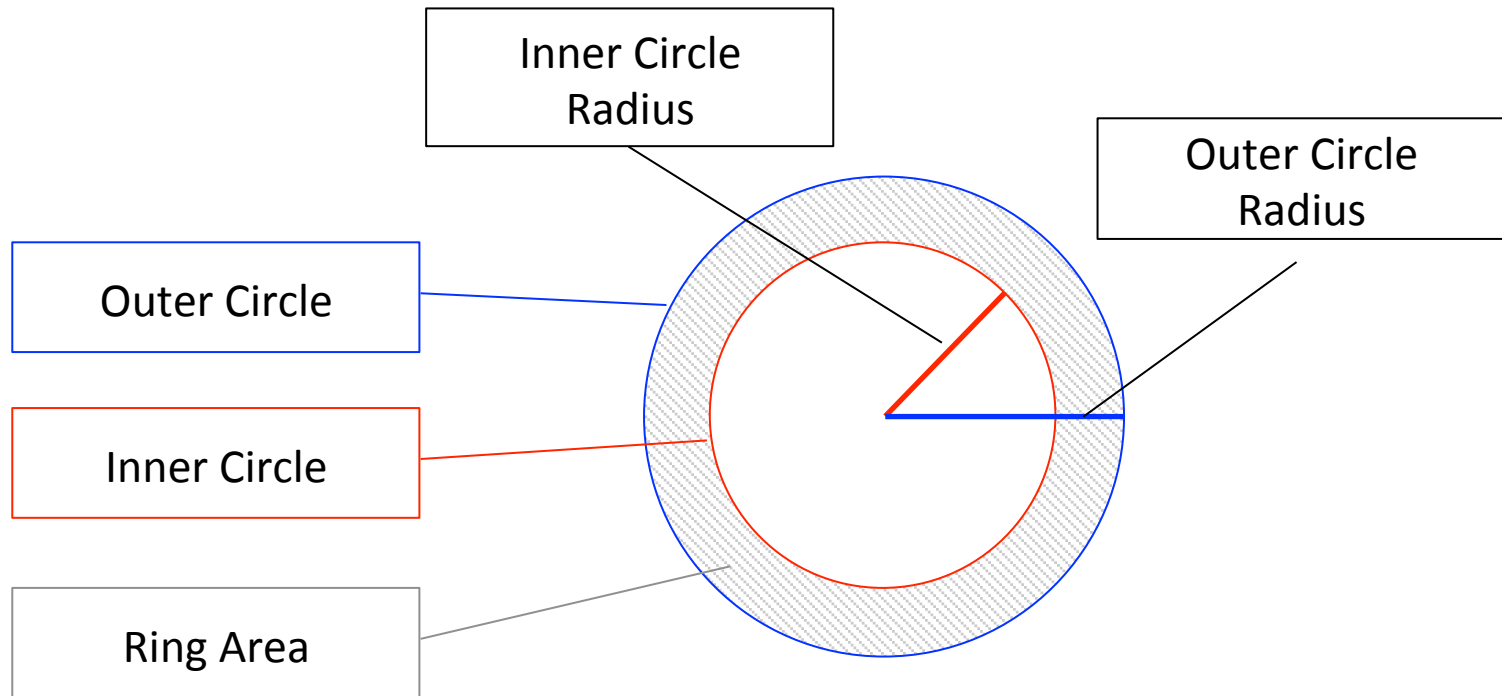 Inner Circle
Radius
Outer Circle
Radius
Outer Circle
Inner Circle
Ring Area